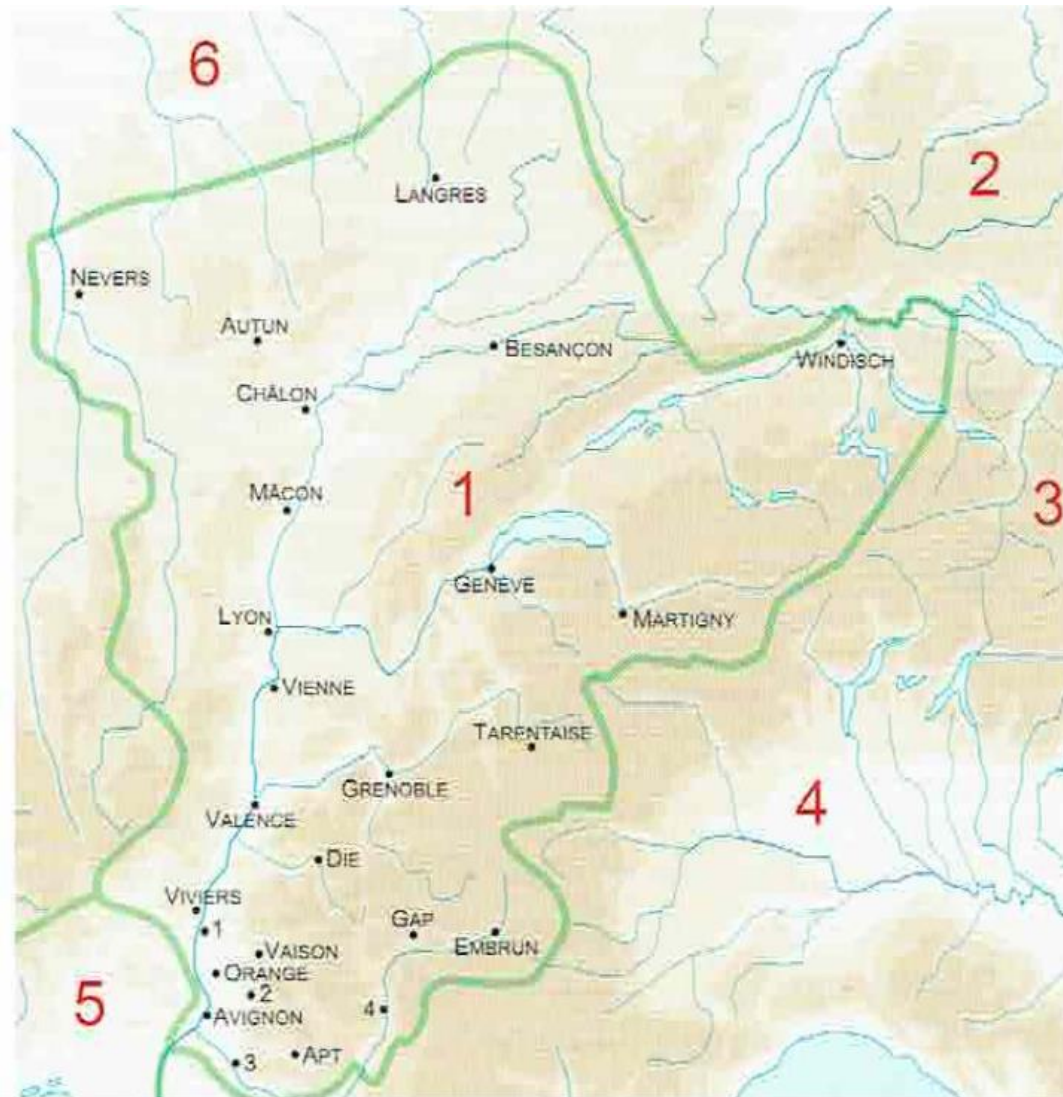 6
2
LANGRES
NEVERS
AUTUN
BESANÇON
WINDISCH
CHÂLON
1
MÂCON
3
GENÈVE
LYON
MARTIGNY
VIENNE
TARENTAISE
GRENOBLE
4
VALENCE
DIE
VIVIERS
1
GAP
EMBRUN
VAISON
ORANGE
2
5
AVIGNON
4
3
APT